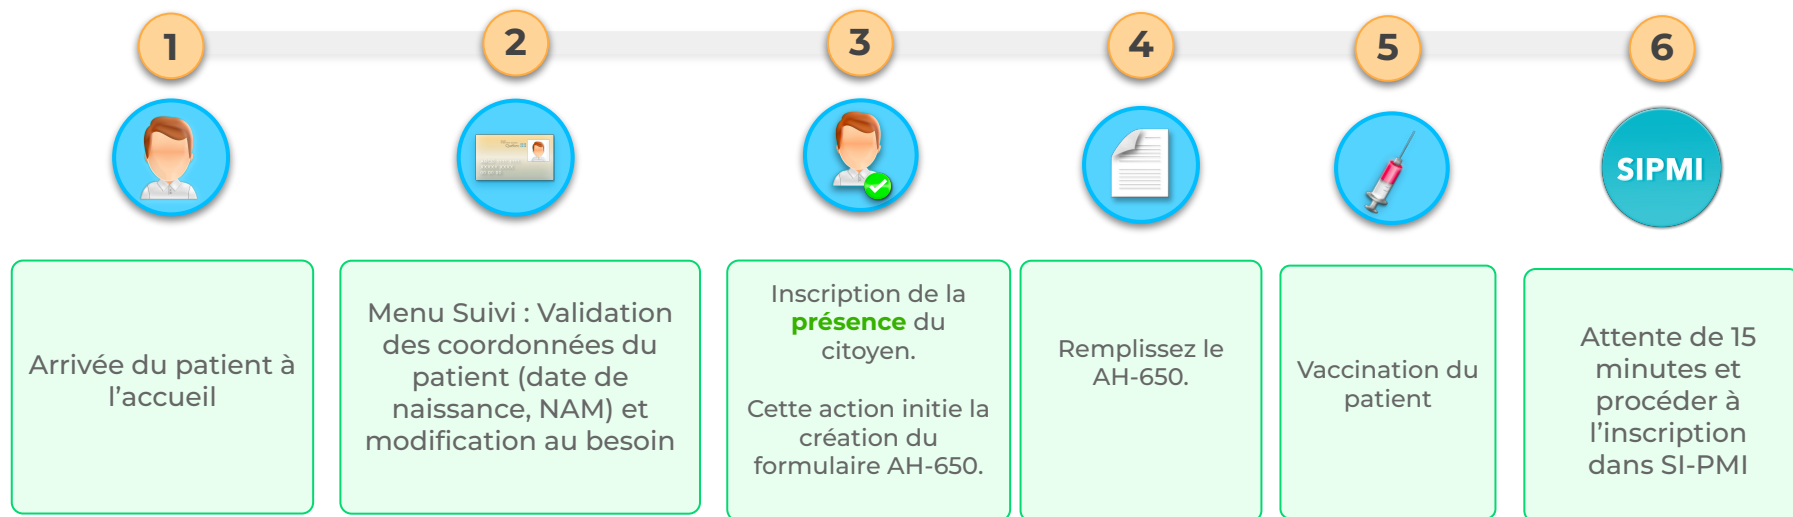 1
2
3
4
5
6
SIPMI
Arrivée du patient à
l’accueil
Menu Suivi : Validation
des coordonnées du
patient (date de
naissance, NAM) et
modification au besoin
Inscription de la
présence du
citoyen.
Cette action initie la
création du
formulaire AH-650.
Remplissez le
AH-650.
Vaccination du
patient
Attente de 15
minutes et
procéder à
l’inscription
dans SI-PMI